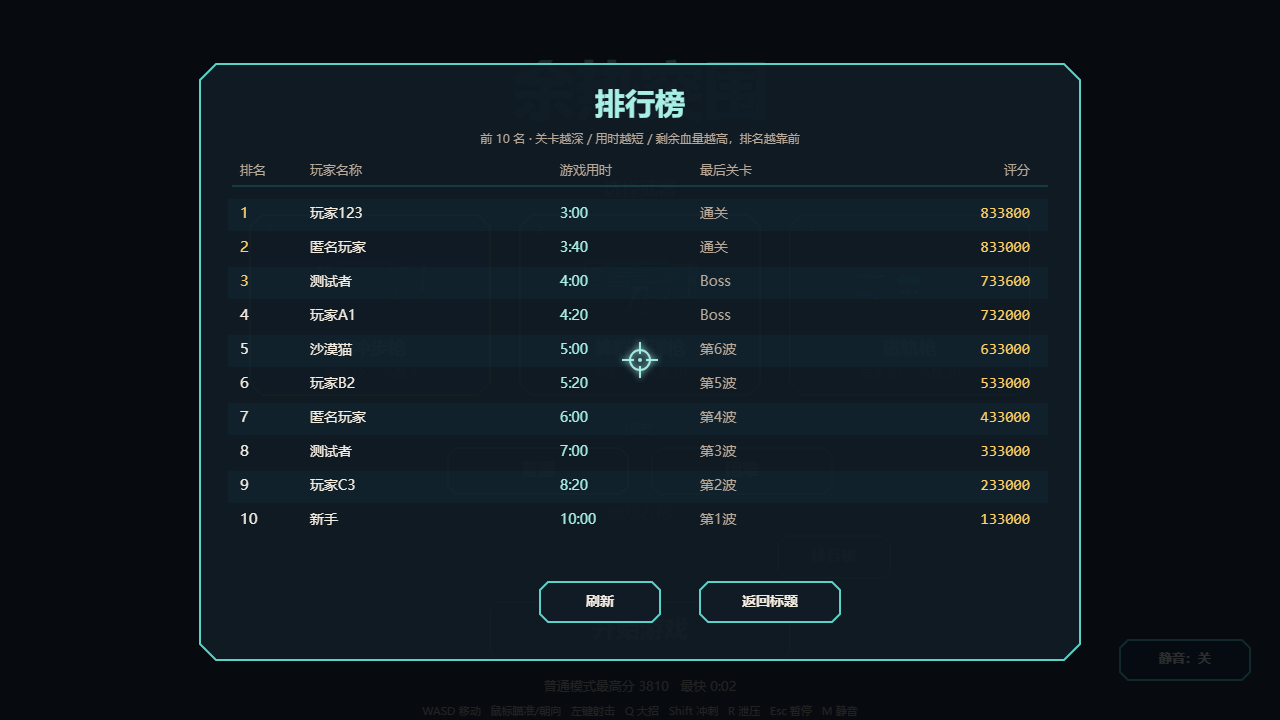 排行榜
前 10 名 · 关卡越深 / 用时越短 / 剩余血量越高，排名越靠前
排名 玩家名称 游戏用时 最后关卡 评分
1 玩家123 3:00 通关 833800
2 匿名玩家 3:40 通关 833000
3 测试者 4:00 Boss 733600
4 玩家A1 4:20 Boss 732000
5 沙漠猫 5:00 第6波 633000
6 玩家B2 5:20 第5波 533000
7 匿名玩家 6:00 第4波 433000
8 测试者 7:00 第3波 333000
9 玩家C3 8:20 第2波 233000
10 新手 10:00 第1波 133000
刷新 返回标题
开始游戏
静音：关
普通模式最高分 3810 最快 0:02
WASD 移动 鼠标瞄准/朝向 左键射击 Q 大招 Shift 冲刺 R 泄压 Esc 暂停 M 静音